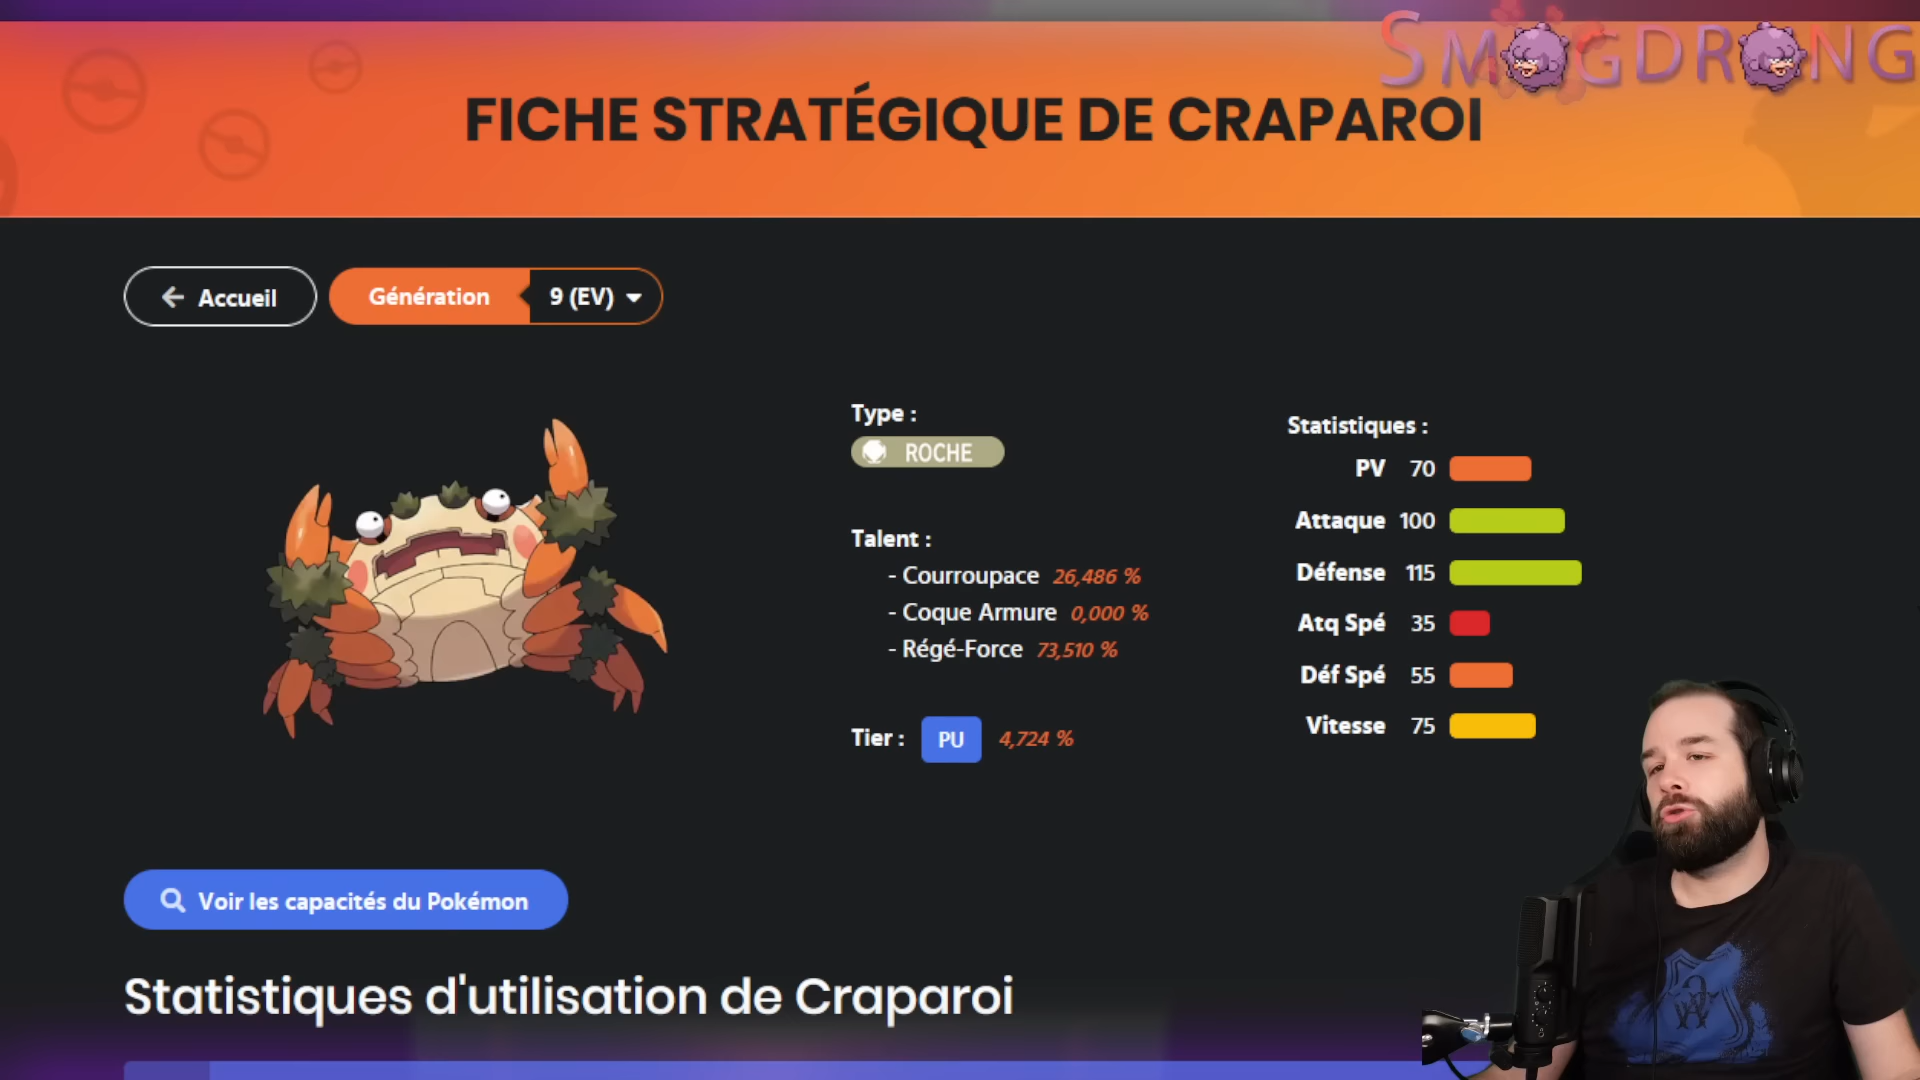 SMOGDRONG
FICHE STRATÉGIQUE DE CRAPAROI
Accueil
Génération 9 (EV)
Type :
ROCHE
Talent :
- Courroupace 26,486 %
- Coque Armure 0,000 %
- Régé-Force 73,510 %
Tier : PU 4,724 %
Statistiques :
PV 70
Attaque 100
Défense 115
Atq Spé 35
Déf Spé 55
Vitesse 75
Voir les capacités du Pokémon
Statistiques d'utilisation de Craparoi